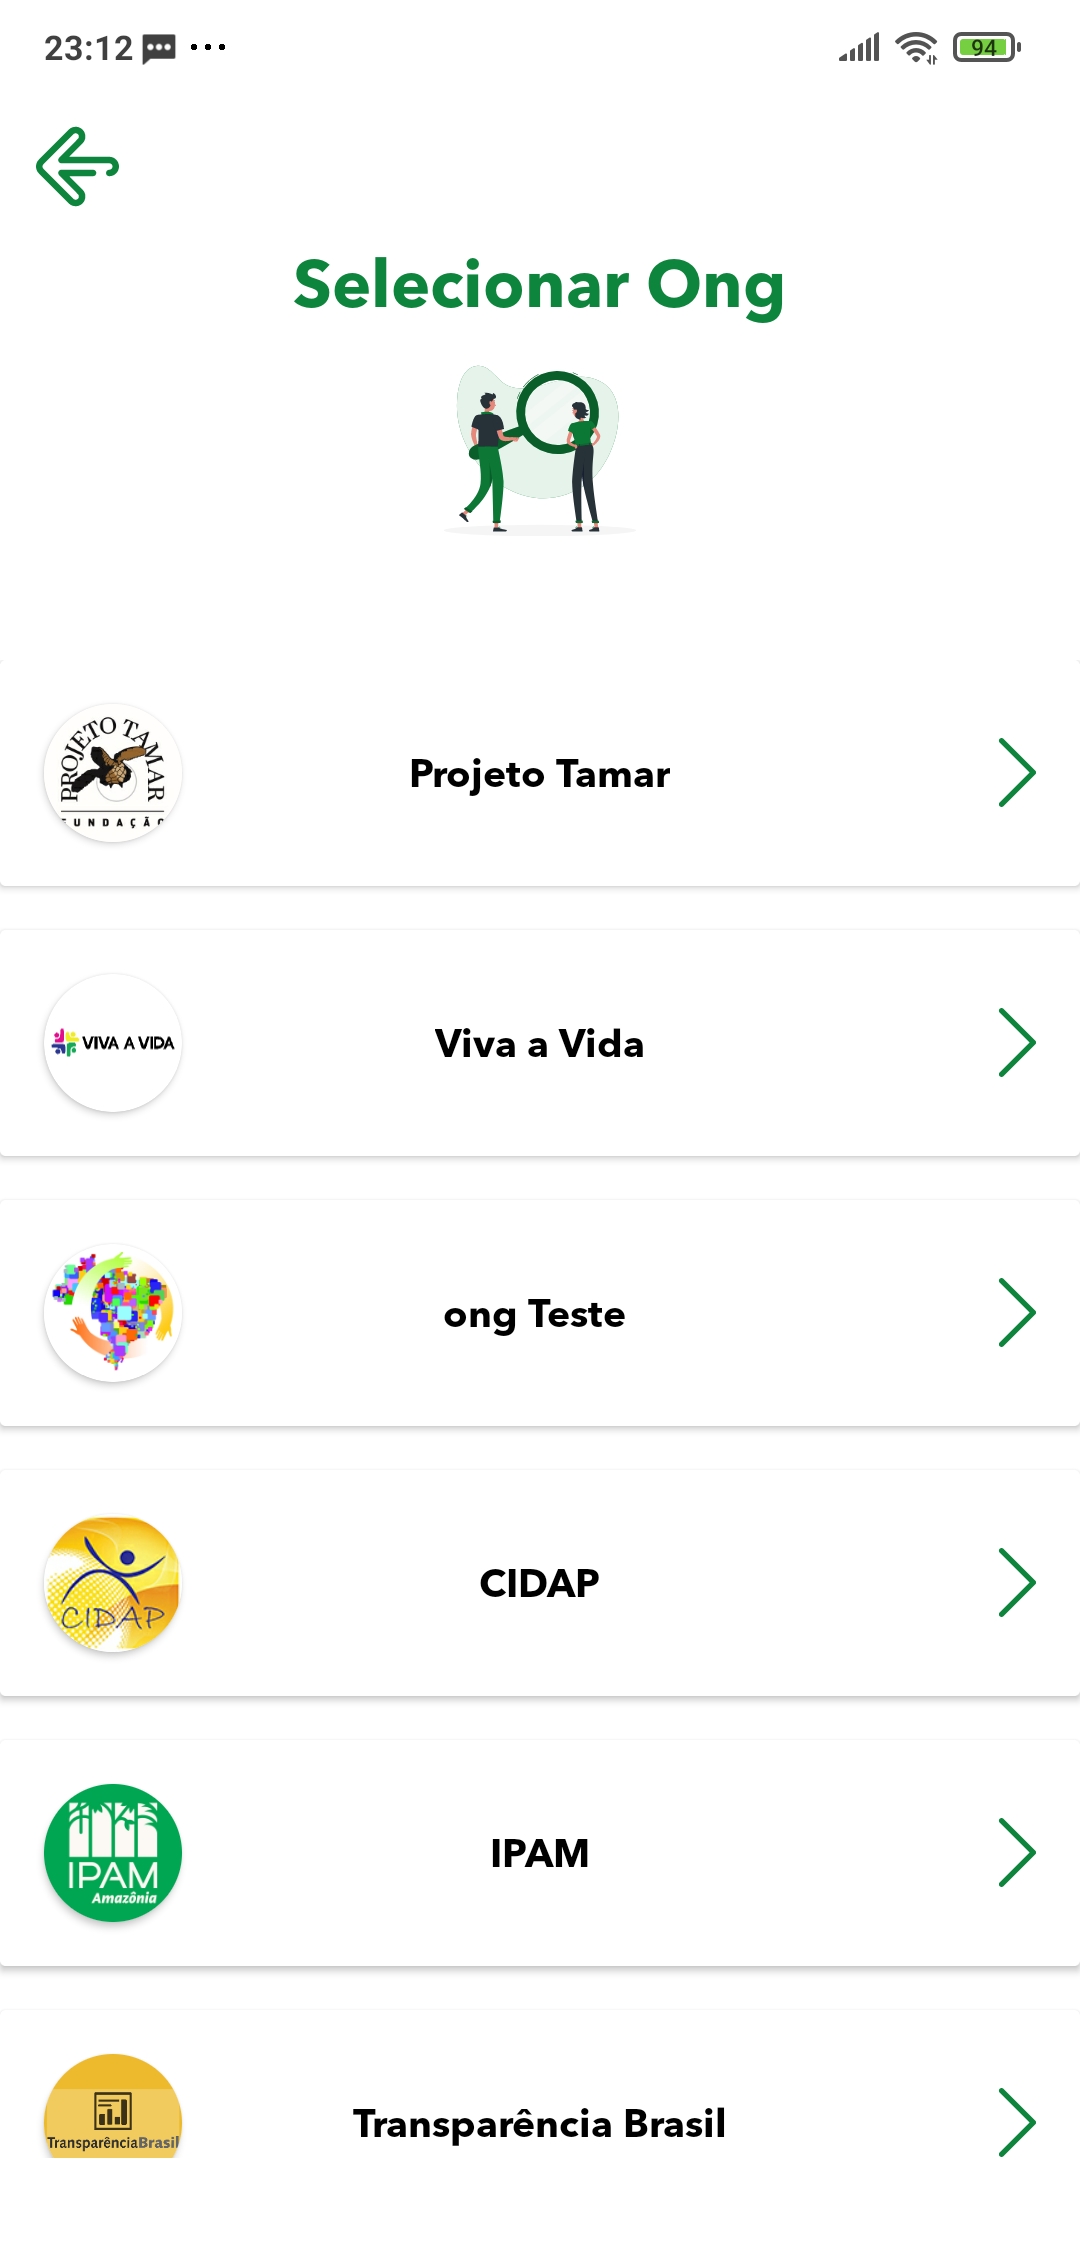 23:12
94
Selecionar Ong
PROJETO TAMAR
FUNDAÇÃO
Projeto Tamar
VIVA A VIDA
Viva a Vida
ong Teste
CIDAP
CIDAP
IPAM
Amazônia
IPAM
TransparênciaBrasil
Transparência Brasil